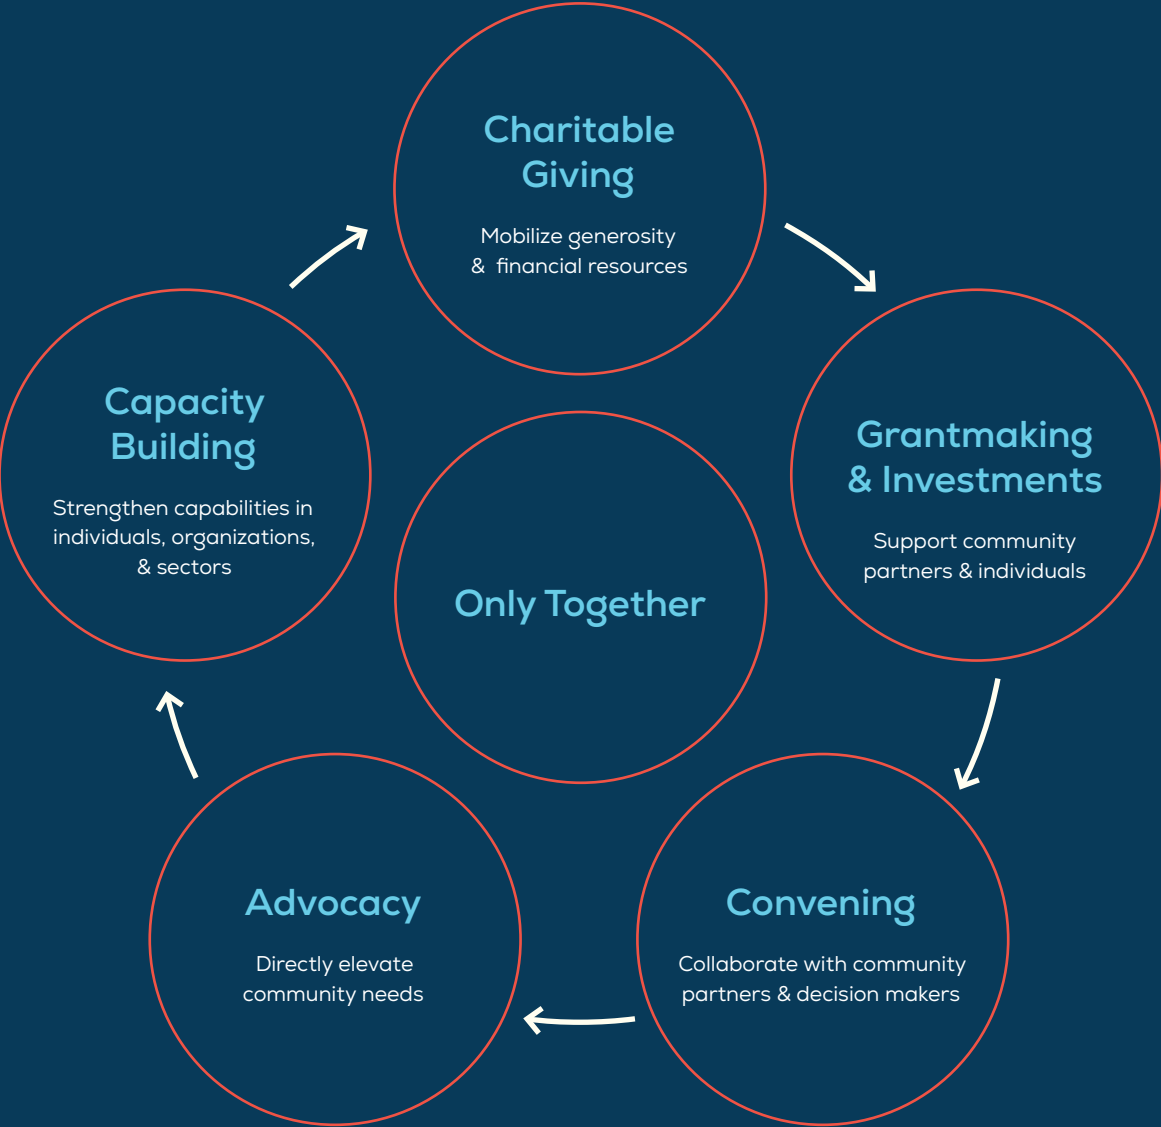 Charitable
Giving
Mobilize generosity
& financial resources
Grantmaking
& Investments
Support community
partners & individuals
Convening
Collaborate with community
partners & decision makers
Advocacy
Directly elevate
community needs
Capacity
Building
Strengthen capabilities in
individuals, organizations,
& sectors
Only Together